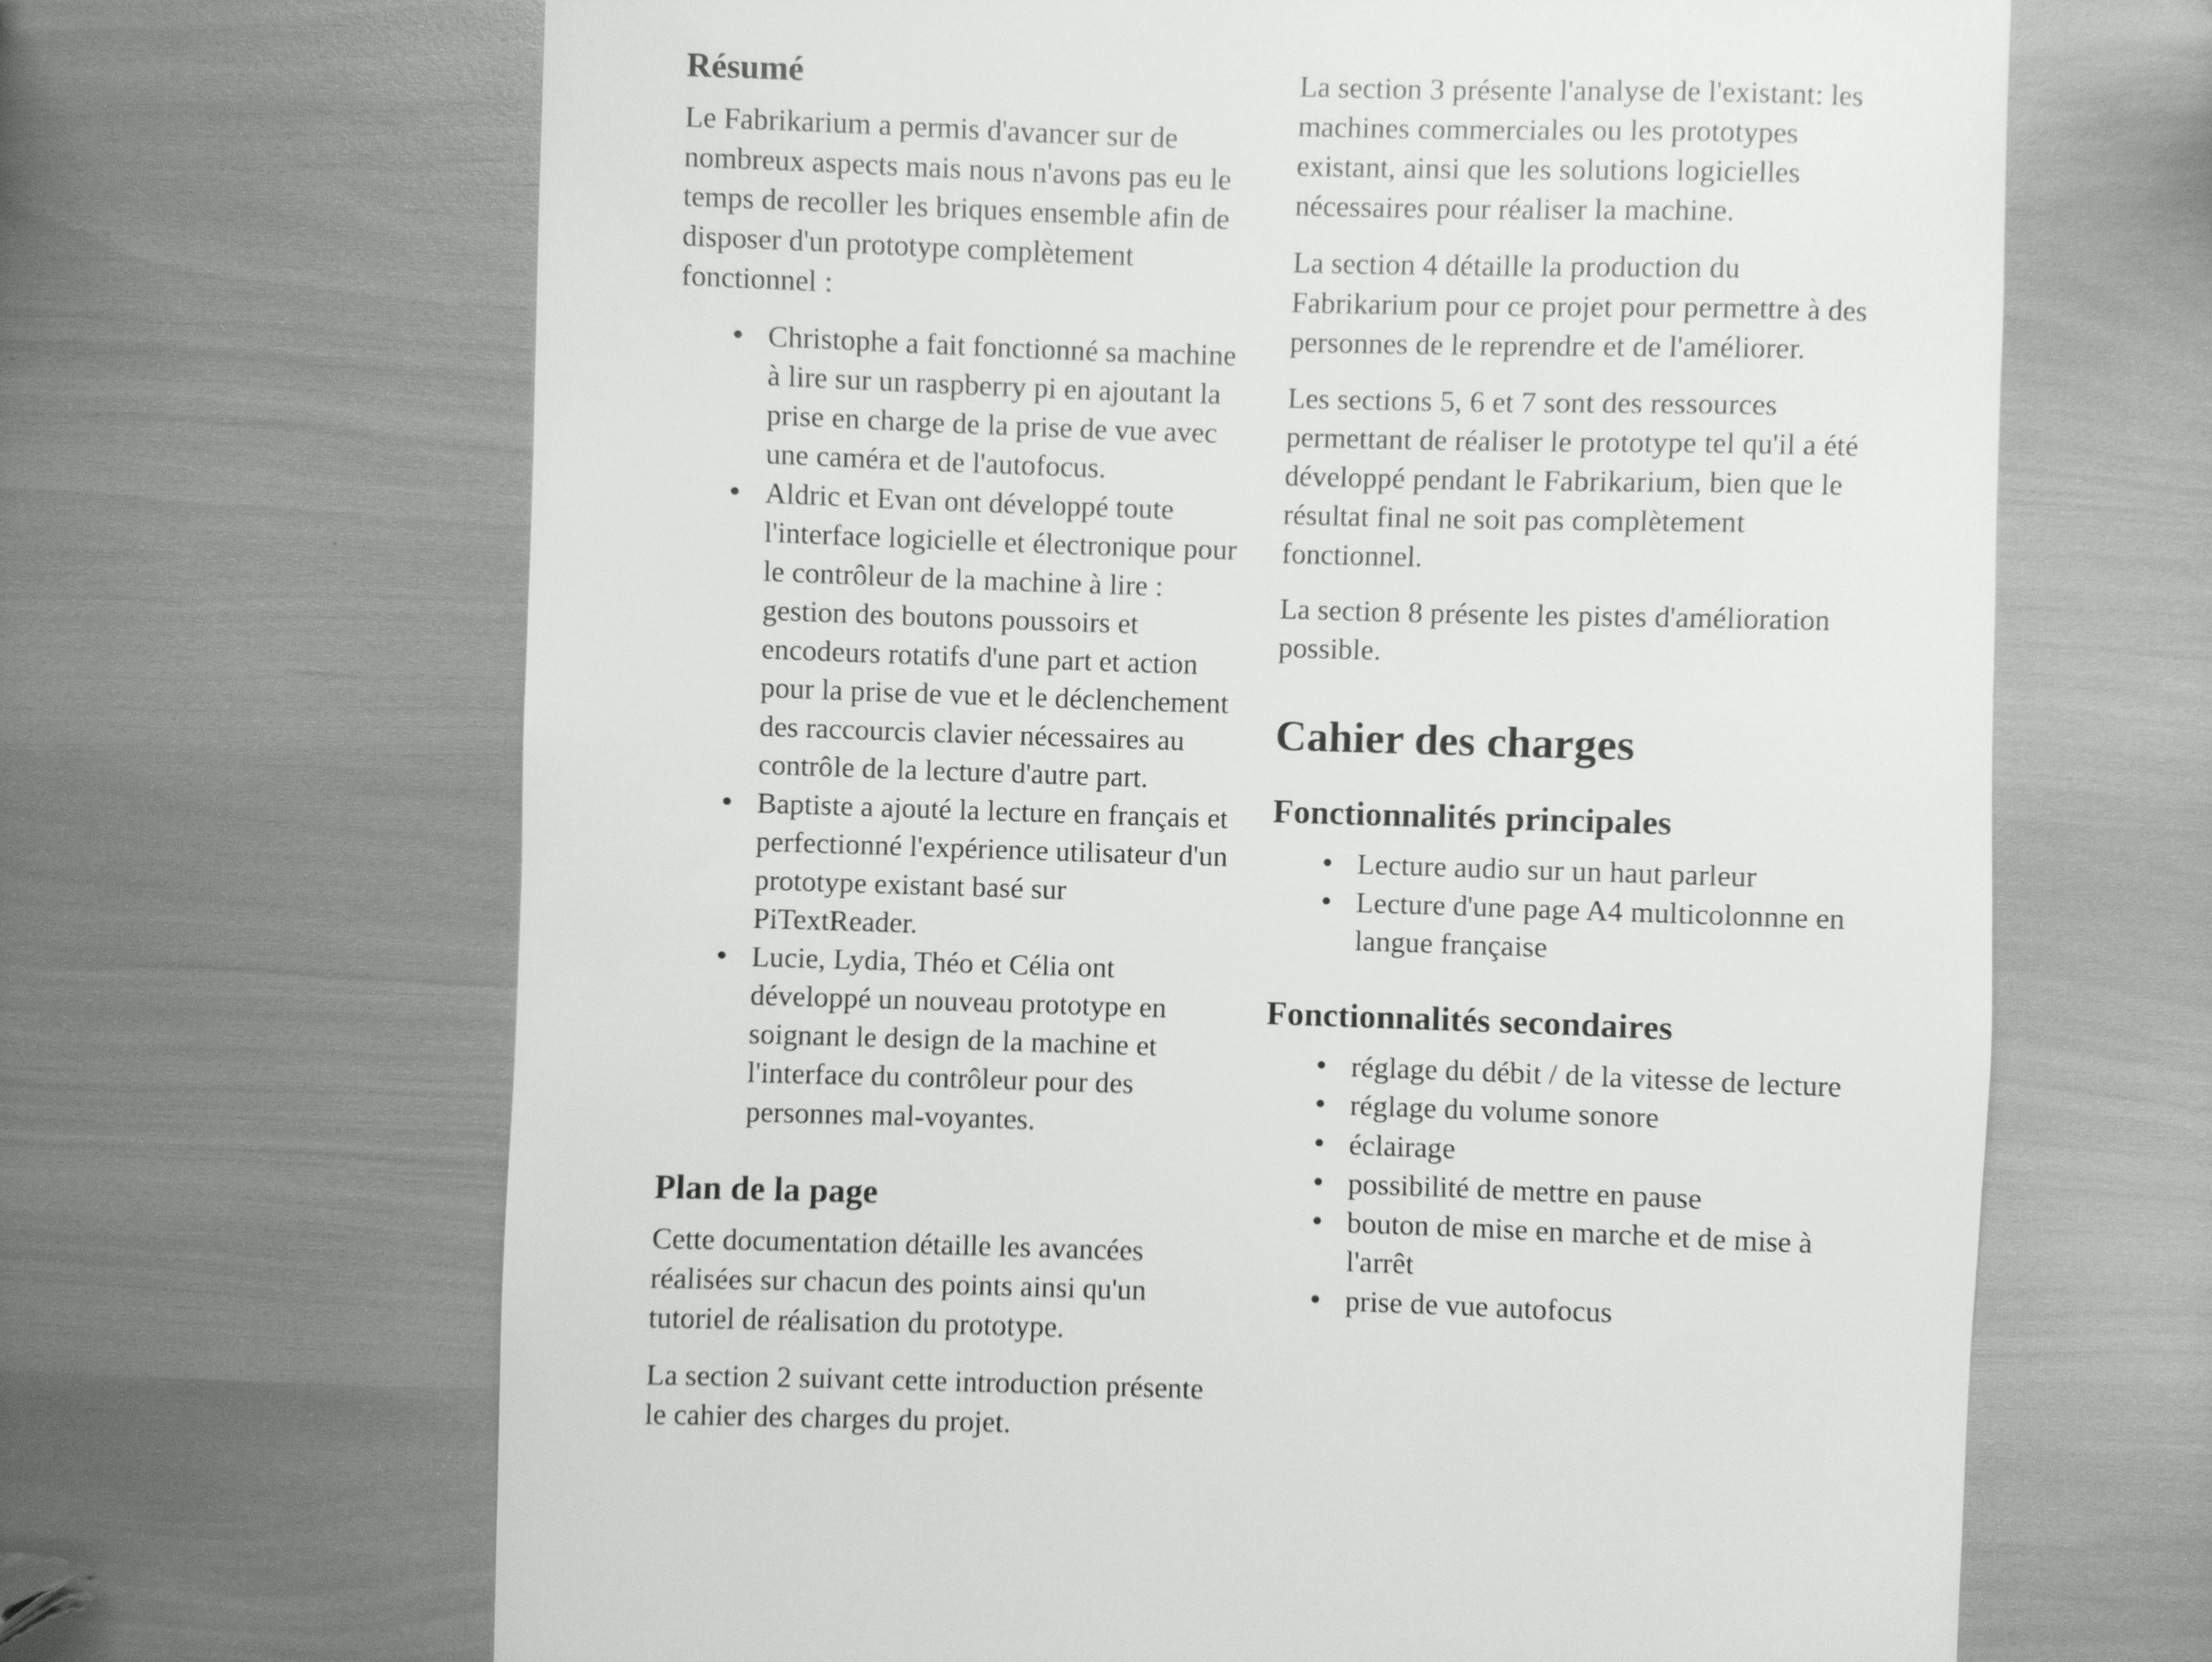 Résumé
Le Fabrikarium a permis d'avancer sur de
nombreux aspects mais nous n'avons pas eu le
temps de recoller les briques ensemble afin de
disposer d'un prototype complètement
fonctionnel :
• Christophe a fait fonctionné sa machine
à lire sur un raspberry pi en ajoutant la
prise en charge de la prise de vue avec
une caméra et de l'autofocus.
• Aldric et Evan ont développé toute
l'interface logicielle et électronique pour
le contrôleur de la machine à lire :
gestion des boutons poussoirs et
encodeurs rotatifs d'une part et action
pour la prise de vue et le déclenchement
des raccourcis clavier nécessaires au
contrôle de la lecture d'autre part.
• Baptiste a ajouté la lecture en français et
perfectionné l'expérience utilisateur d'un
prototype existant basé sur
PiTextReader.
• Lucie, Lydia, Théo et Célia ont
développé un nouveau prototype en
soignant le design de la machine et
l'interface du contrôleur pour des
personnes mal-voyantes.
Plan de la page
Cette documentation détaille les avancées
réalisées sur chacun des points ainsi qu'un
tutoriel de réalisation du prototype.
La section 2 suivant cette introduction présente
le cahier des charges du projet.
La section 3 présente l'analyse de l'existant: les
machines commerciales ou les prototypes
existant, ainsi que les solutions logicielles
nécessaires pour réaliser la machine.
La section 4 détaille la production du
Fabrikarium pour ce projet pour permettre à des
personnes de le reprendre et de l'améliorer.
Les sections 5, 6 et 7 sont des ressources
permettant de réaliser le prototype tel qu'il a été
développé pendant le Fabrikarium, bien que le
résultat final ne soit pas complètement
fonctionnel.
La section 8 présente les pistes d'amélioration
possible.
Cahier des charges
Fonctionnalités principales
• Lecture audio sur un haut parleur
• Lecture d'une page A4 multicolonnne en
langue française
Fonctionnalités secondaires
• réglage du débit / de la vitesse de lecture
• réglage du volume sonore
• éclairage
• possibilité de mettre en pause
• bouton de mise en marche et de mise à
l'arrêt
• prise de vue autofocus